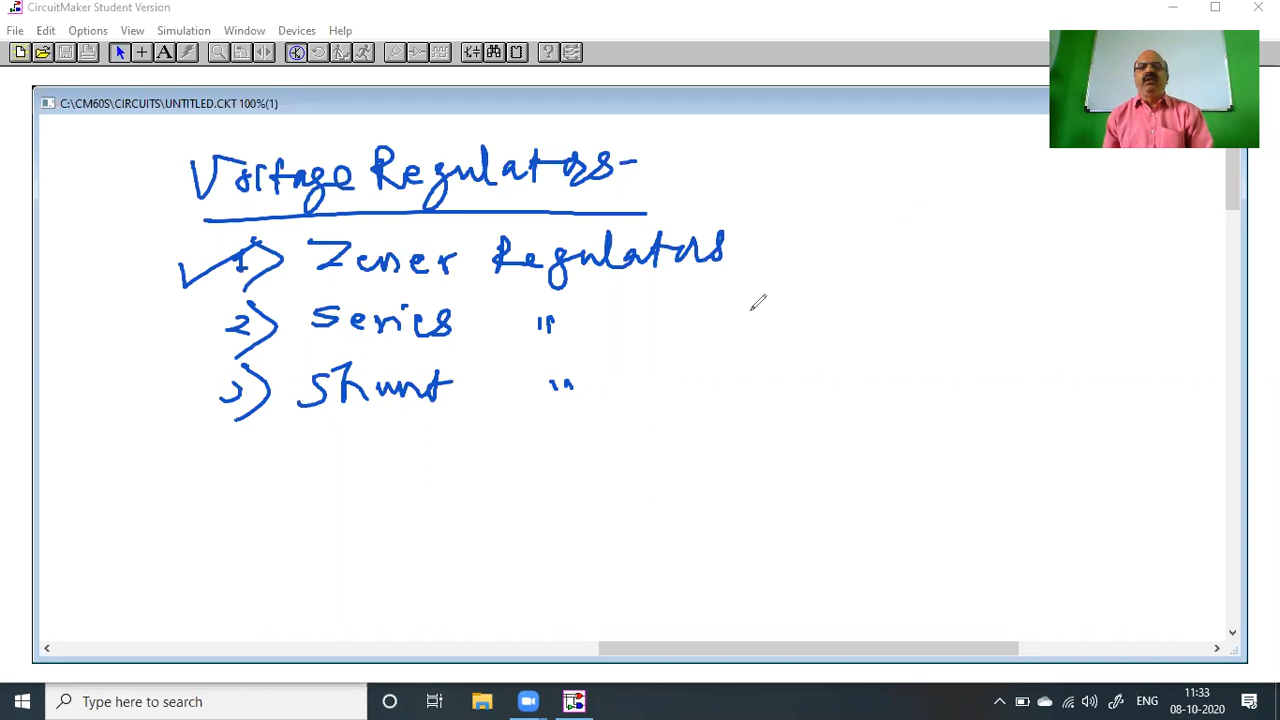 CircuitMaker Student Version
File Edit Options View Simulation Window Devices Help
C:\CM60S\CIRCUITS\UNTITLED.CKT 100%(1)
Voltage Regulators-
1) Zener Regulators
2) Series "
3) Shunt "
Type here to search
ENG
11:33
08-10-2020